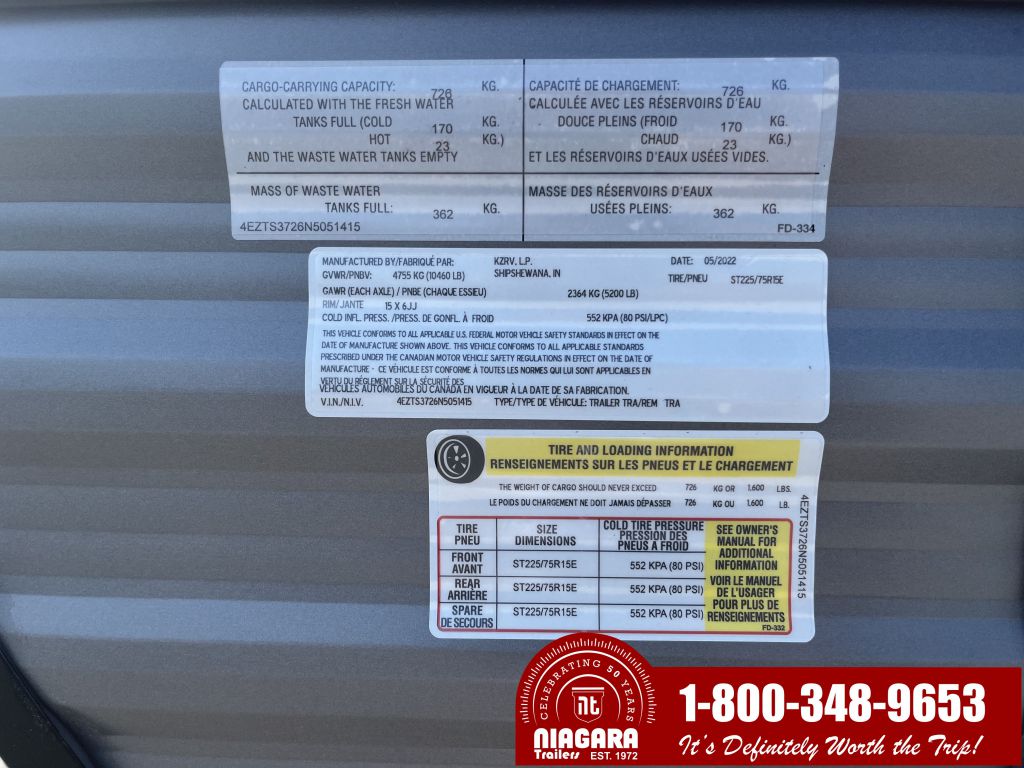 CARGO-CARRYING CAPACITY: 726 KG.
CALCULATED WITH THE FRESH WATER
TANKS FULL (COLD 170 KG.
HOT 23 KG.)
AND THE WASTE WATER TANKS EMPTY
CAPACITÉ DE CHARGEMENT: 726 KG.
CALCULÉE AVEC LES RÉSERVOIRS D'EAU
DOUCE PLEINS (FROID 170 KG.
CHAUD 23 KG.)
ET LES RÉSERVOIRS D'EAUX USÉES VIDES.
MASS OF WASTE WATER
TANKS FULL: 362 KG.
4EZTS3726N5051415
MASSE DES RÉSERVOIRS D'EAUX
USÉES PLEINS: 362 KG.
FD-334
MANUFACTURED BY/FABRIQUÉ PAR: KZRV, L.P. DATE: 05/2022
GVWR/PNBV: 4755 KG (10460 LB) SHIPSHEWANA, IN TIRE/PNEU ST225/75R15E
GAWR (EACH AXLE) / PNBE (CHAQUE ESSIEU) 2364 KG (5200 LB)
RIM/JANTE 15 X 6JJ
COLD INFL. PRESS. /PRESS. DE GONFL. À FROID 552 KPA (80 PSI/LPC)
THIS VEHICLE CONFORMS TO ALL APPLICABLE U.S. FEDERAL MOTOR VEHICLE SAFETY STANDARDS IN EFFECT ON THE
DATE OF MANUFACTURE SHOWN ABOVE. THIS VEHICLE CONFORMS TO ALL APPLICABLE STANDARDS
PRESCRIBED UNDER THE CANADIAN MOTOR VEHICLE SAFETY REGULATIONS IN EFFECT ON THE DATE OF
MANUFACTURE - CE VÉHICULE EST CONFORME À TOUTES LES NORMES QUI LUI SONT APPLICABLES EN
VERTU DU RÉGLEMENT SUR LA SÉCURITÉ DES
VÉHICULES AUTOMOBILES DU CANADA EN VIGUEUR À LA DATE DE SA FABRICATION.
V.I.N./N.I.V. 4EZTS3726N5051415 TYPE/TYPE DE VÉHICULE: TRAILER TRA/REM TRA
TIRE AND LOADING INFORMATION
RENSEIGNEMENTS SUR LES PNEUS ET LE CHARGEMENT
THE WEIGHT OF CARGO SHOULD NEVER EXCEED 726 KG OR 1,600 LBS.
LE POIDS DU CHARGEMENT NE DOIT JAMAIS DÉPASSER 726 KG OU 1,600 LB.
TIRE
PNEU
SIZE
DIMENSIONS
COLD TIRE PRESSURE
PRESSION DES
PNEUS A FROID
FRONT
AVANT
ST225/75R15E
552 KPA (80 PSI)
REAR
ARRIÈRE
ST225/75R15E
552 KPA (80 PSI)
SPARE
DE SECOURS
ST225/75R15E
552 KPA (80 PSI)
SEE OWNER'S
MANUAL FOR
ADDITIONAL
INFORMATION
VOIR LE MANUEL
DE L'USAGER
POUR PLUS DE
RENSEIGNEMENTS
FD-332
4EZTS3726N5051415
CELEBRATING 50 YEARS
nt
NIAGARA
Trailers EST. 1972
1-800-348-9653
It's Definitely Worth the Trip!